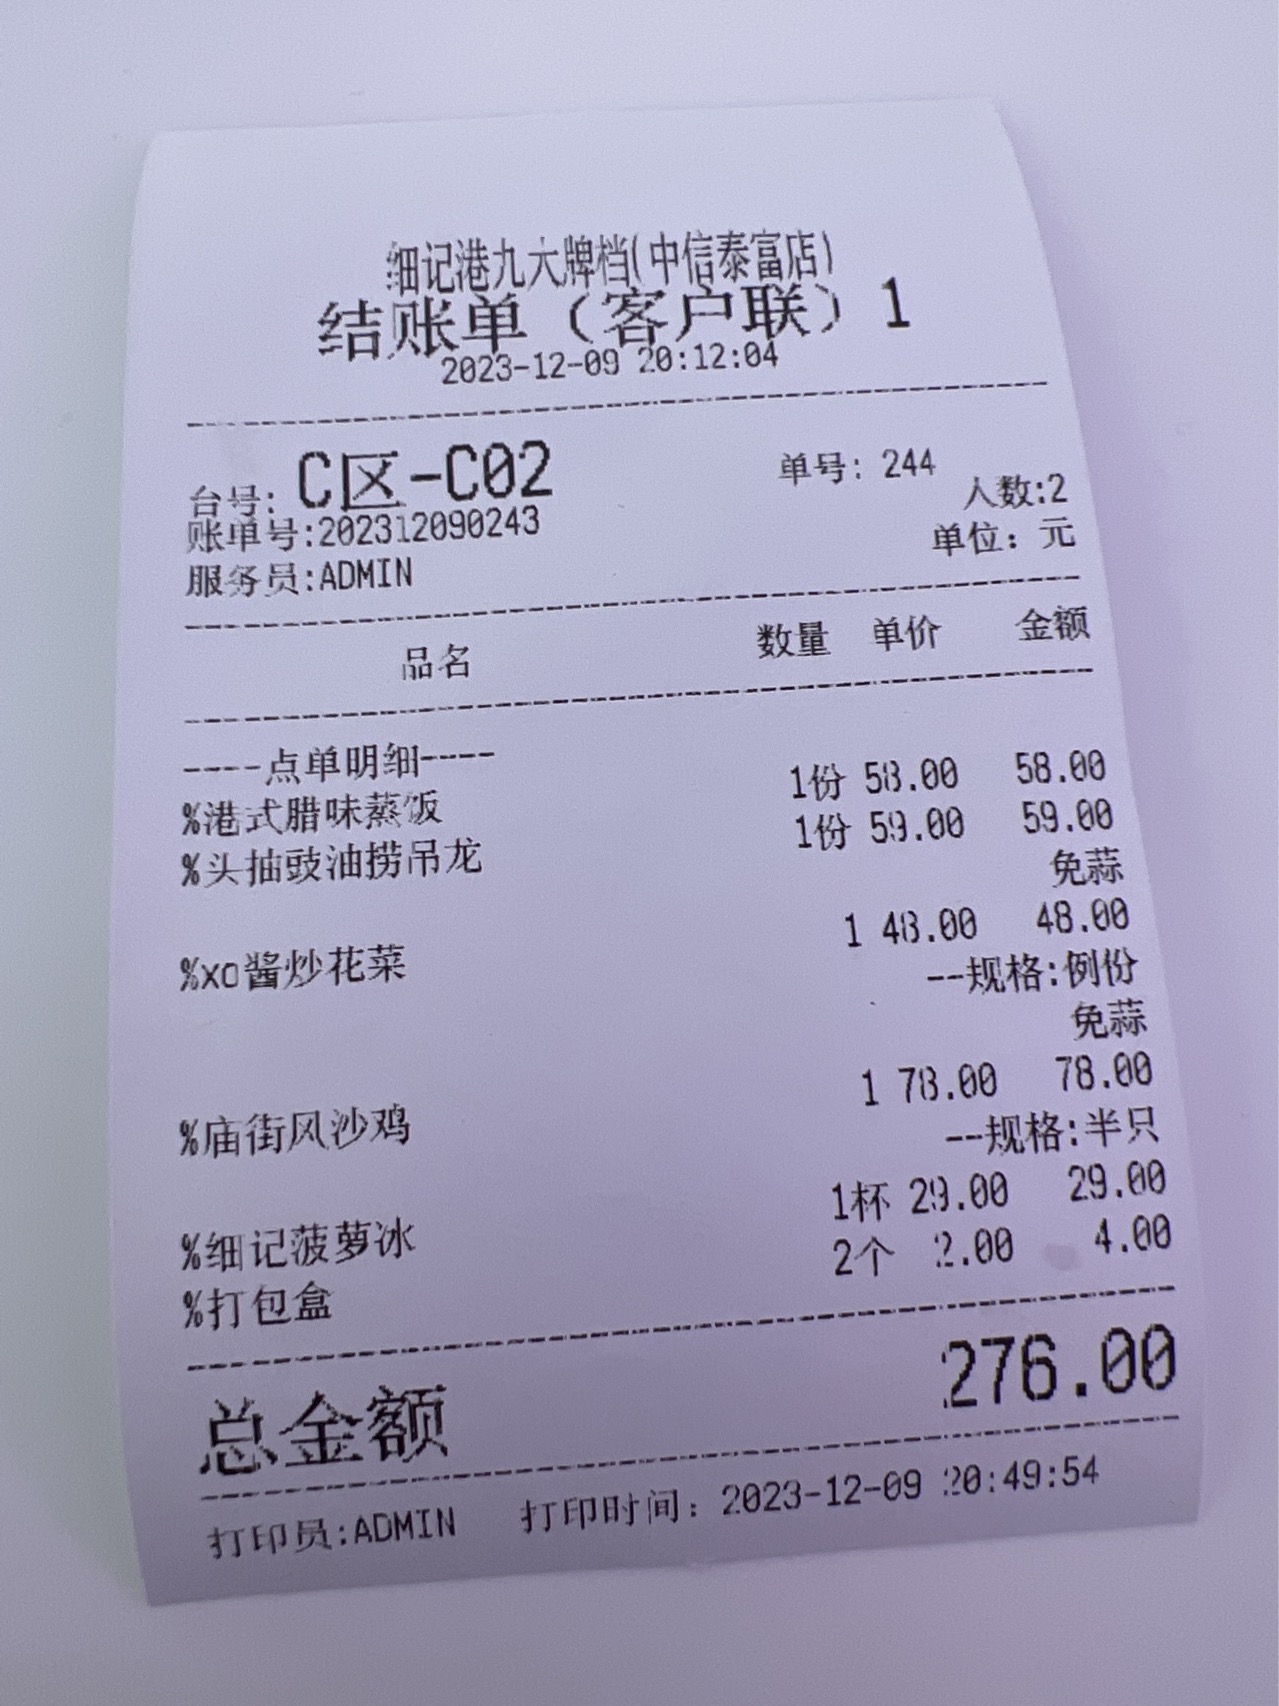 细记港九大牌档(中信泰富店)
结账单（客户联）1
2023-12-09 20:12:04
台号: C区-C02 单号: 244
账单号:202312090243 人数:2
服务员:ADMIN 单位: 元
品名 数量 单价 金额
----点单明细----
%港式腊味蒸饭 1份 58.00 58.00
%头抽豉油捞吊龙 1份 59.00 59.00
免蒜
%xo酱炒花菜 1 48.00 48.00
--规格:例份
免蒜
%庙街风沙鸡 1 78.00 78.00
--规格:半只
%细记菠萝冰 1杯 29.00 29.00
%打包盒 2个 2.00 4.00
总金额 276.00
打印员:ADMIN 打印时间: 2023-12-09 20:49:54